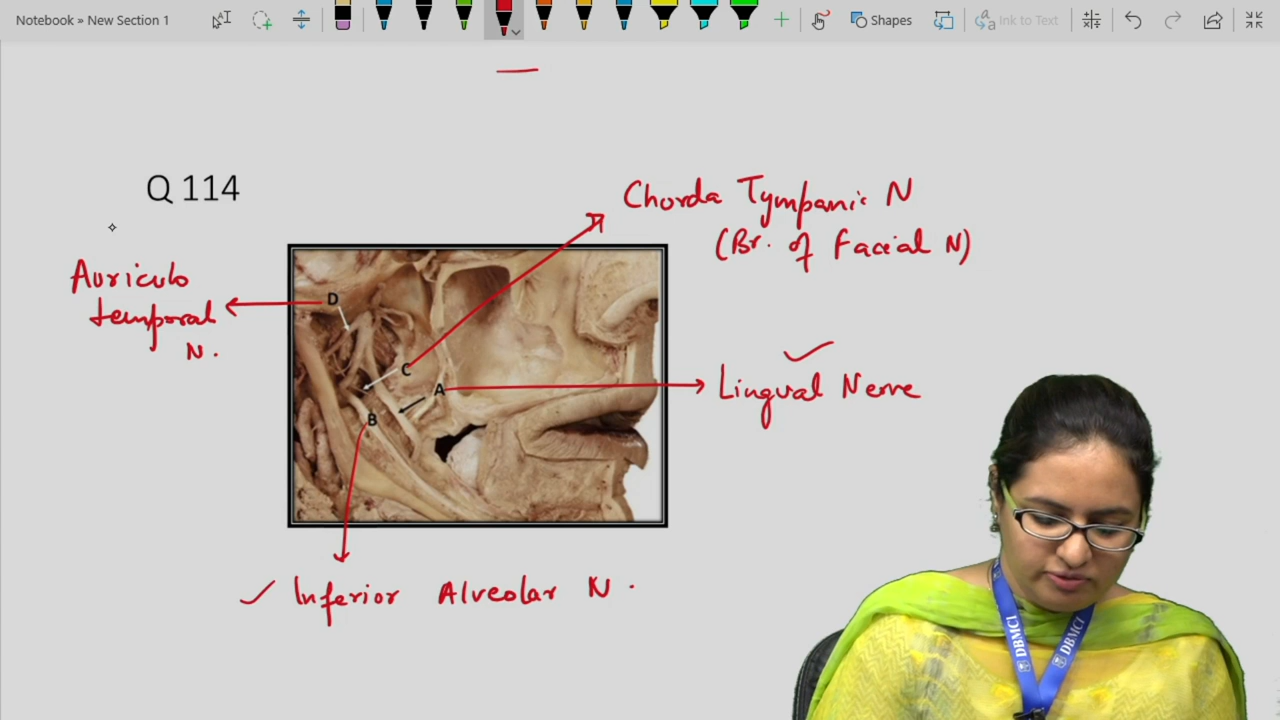 Notebook » New Section 1
Shapes
Ink to Text
Q 114
Chorda Tympanic N
(Br. of Facial N)
Auriculo
temporal
N.
D
C
A
B
Lingual Nerve
Inferior Alveolar N.
DBMCI
DBMCI